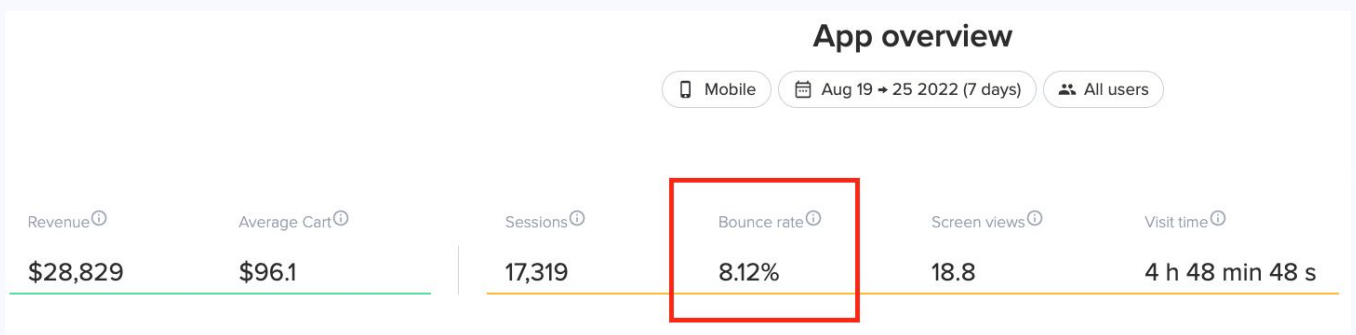 App overview
Mobile Aug 19 → 25 2022 (7 days) All users
Revenue Average Cart Sessions Bounce rate Screen views Visit time
$28,829 $96.1 17,319 8.12% 18.8 4 h 48 min 48 s